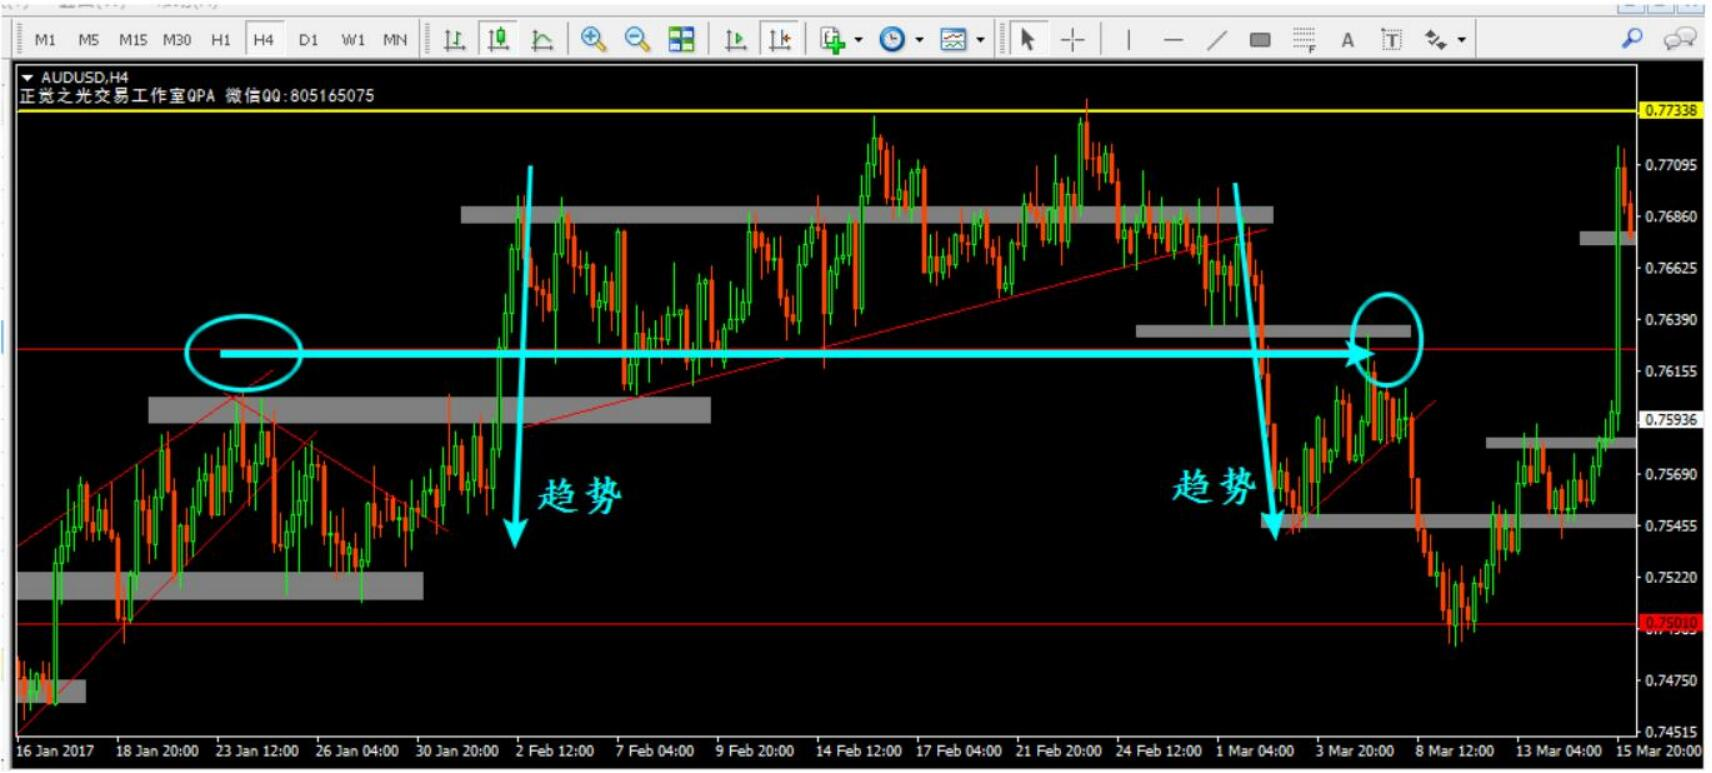 M1 M5 M15 M30 H1 H4 D1 W1 MN
F A T
AUDUSD,H4
正觉之光交易工作室QPA 微信QQ:805165075
0.77338
0.77095
0.76860
0.76625
0.76390
0.76155
0.75936
0.75690
0.75455
0.75220
0.75010
0.74750
0.74515
趋势
趋势
16 Jan 2017 18 Jan 20:00 23 Jan 12:00 26 Jan 04:00 30 Jan 20:00 2 Feb 12:00 7 Feb 04:00 9 Feb 20:00 14 Feb 12:00 17 Feb 04:00 21 Feb 20:00 24 Feb 12:00 1 Mar 04:00 3 Mar 20:00 8 Mar 12:00 13 Mar 04:00 15 Mar 20:00